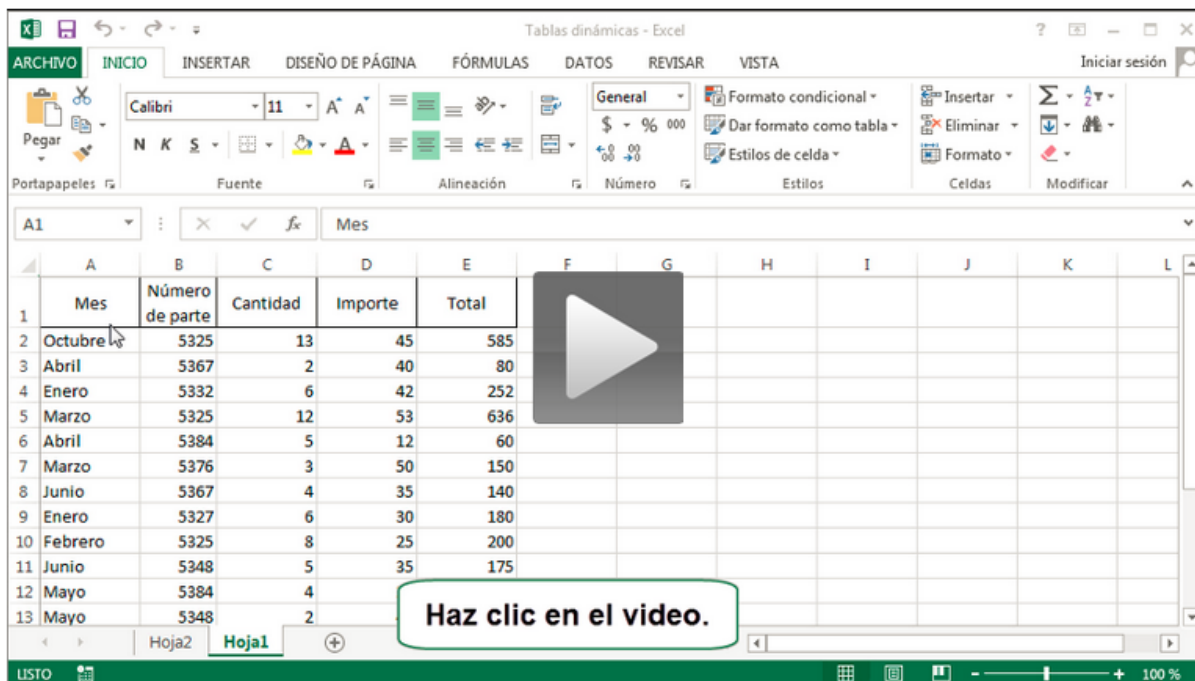 Tablas dinámicas - Excel
ARCHIVO INICIO INSERTAR DISEÑO DE PÁGINA FÓRMULAS DATOS REVISAR VISTA Iniciar sesión
Calibri 11 General Formato condicional Insertar
Pegar $ % 000 Dar formato como tabla Eliminar
N K S Estilos de celda Formato
Portapapeles Fuente Alineación Número Estilos Celdas Modificar
A1 fx Mes
A B C D E F G H I J K L
1 Mes Número de parte Cantidad Importe Total
2 Octubre 5325 13 45 585
3 Abril 5367 2 40 80
4 Enero 5332 6 42 252
5 Marzo 5325 12 53 636
6 Abril 5384 5 12 60
7 Marzo 5376 3 50 150
8 Junio 5367 4 35 140
9 Enero 5327 6 30 180
10 Febrero 5325 8 25 200
11 Junio 5348 5 35 175
12 Mayo 5384 4
13 Mayo 5348 2
Haz clic en el video.
Hoja2 Hoja1
LISTO 100 %